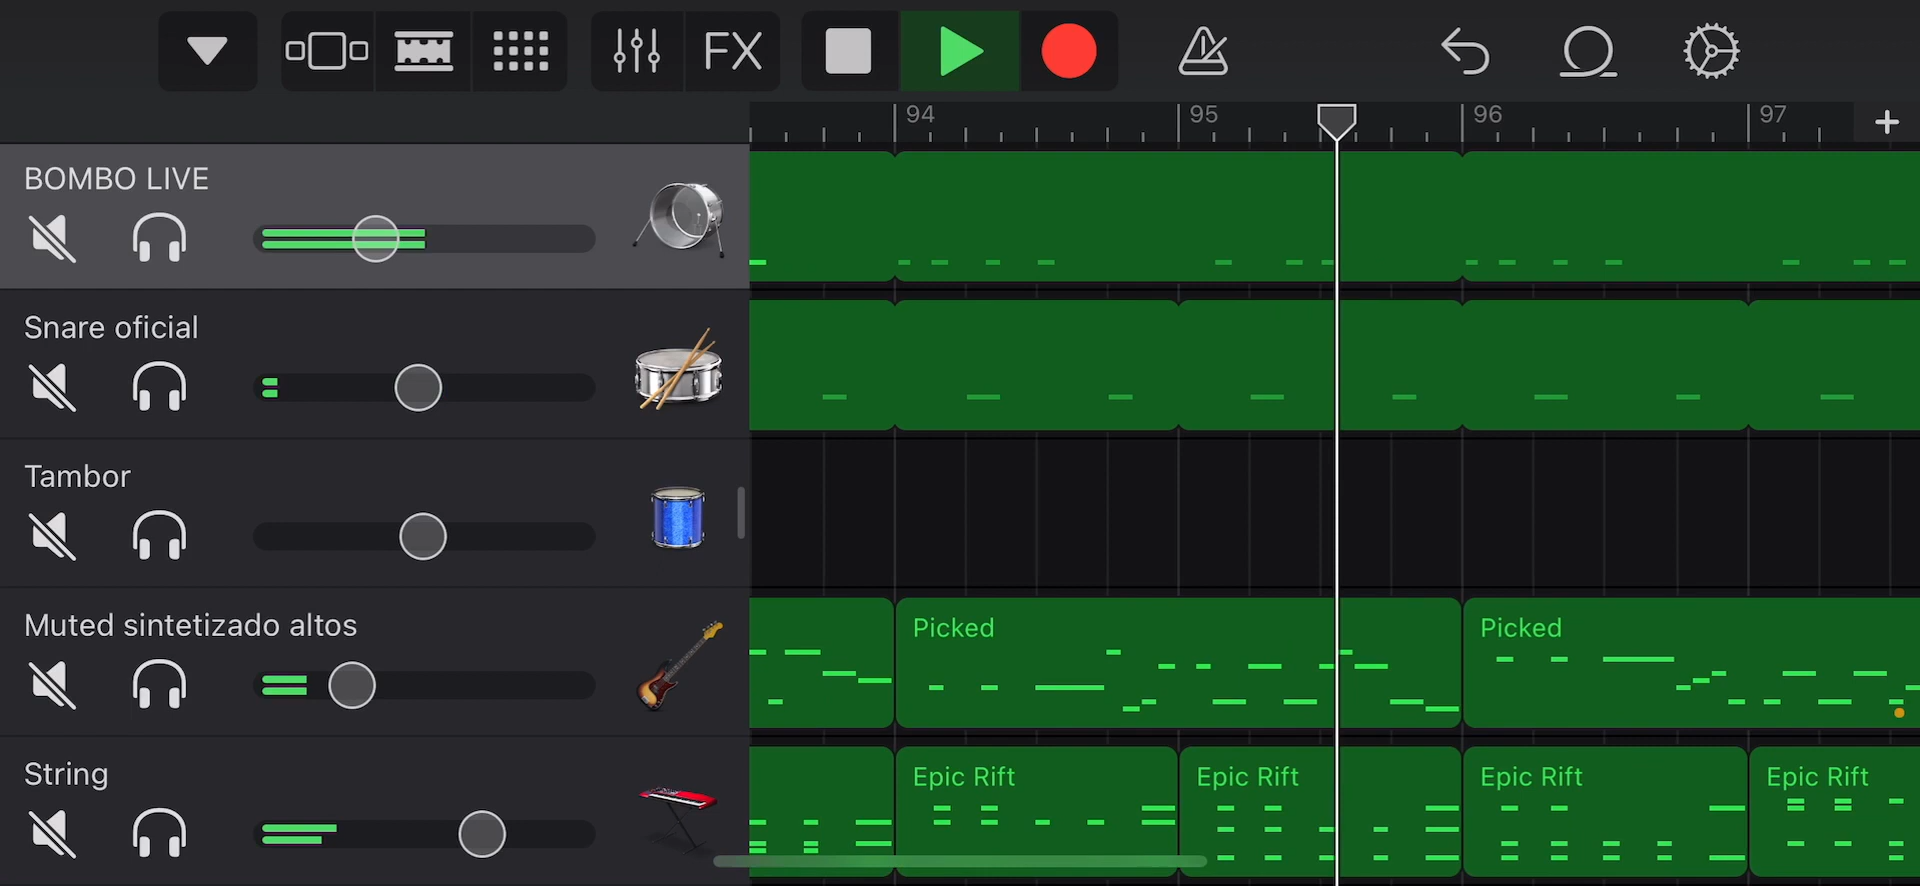 FX
94
95
96
97
BOMBO LIVE
Snare oficial
Tambor
Muted sintetizado altos
Picked
Picked
String
Epic Rift
Epic Rift
Epic Rift
Epic Rift